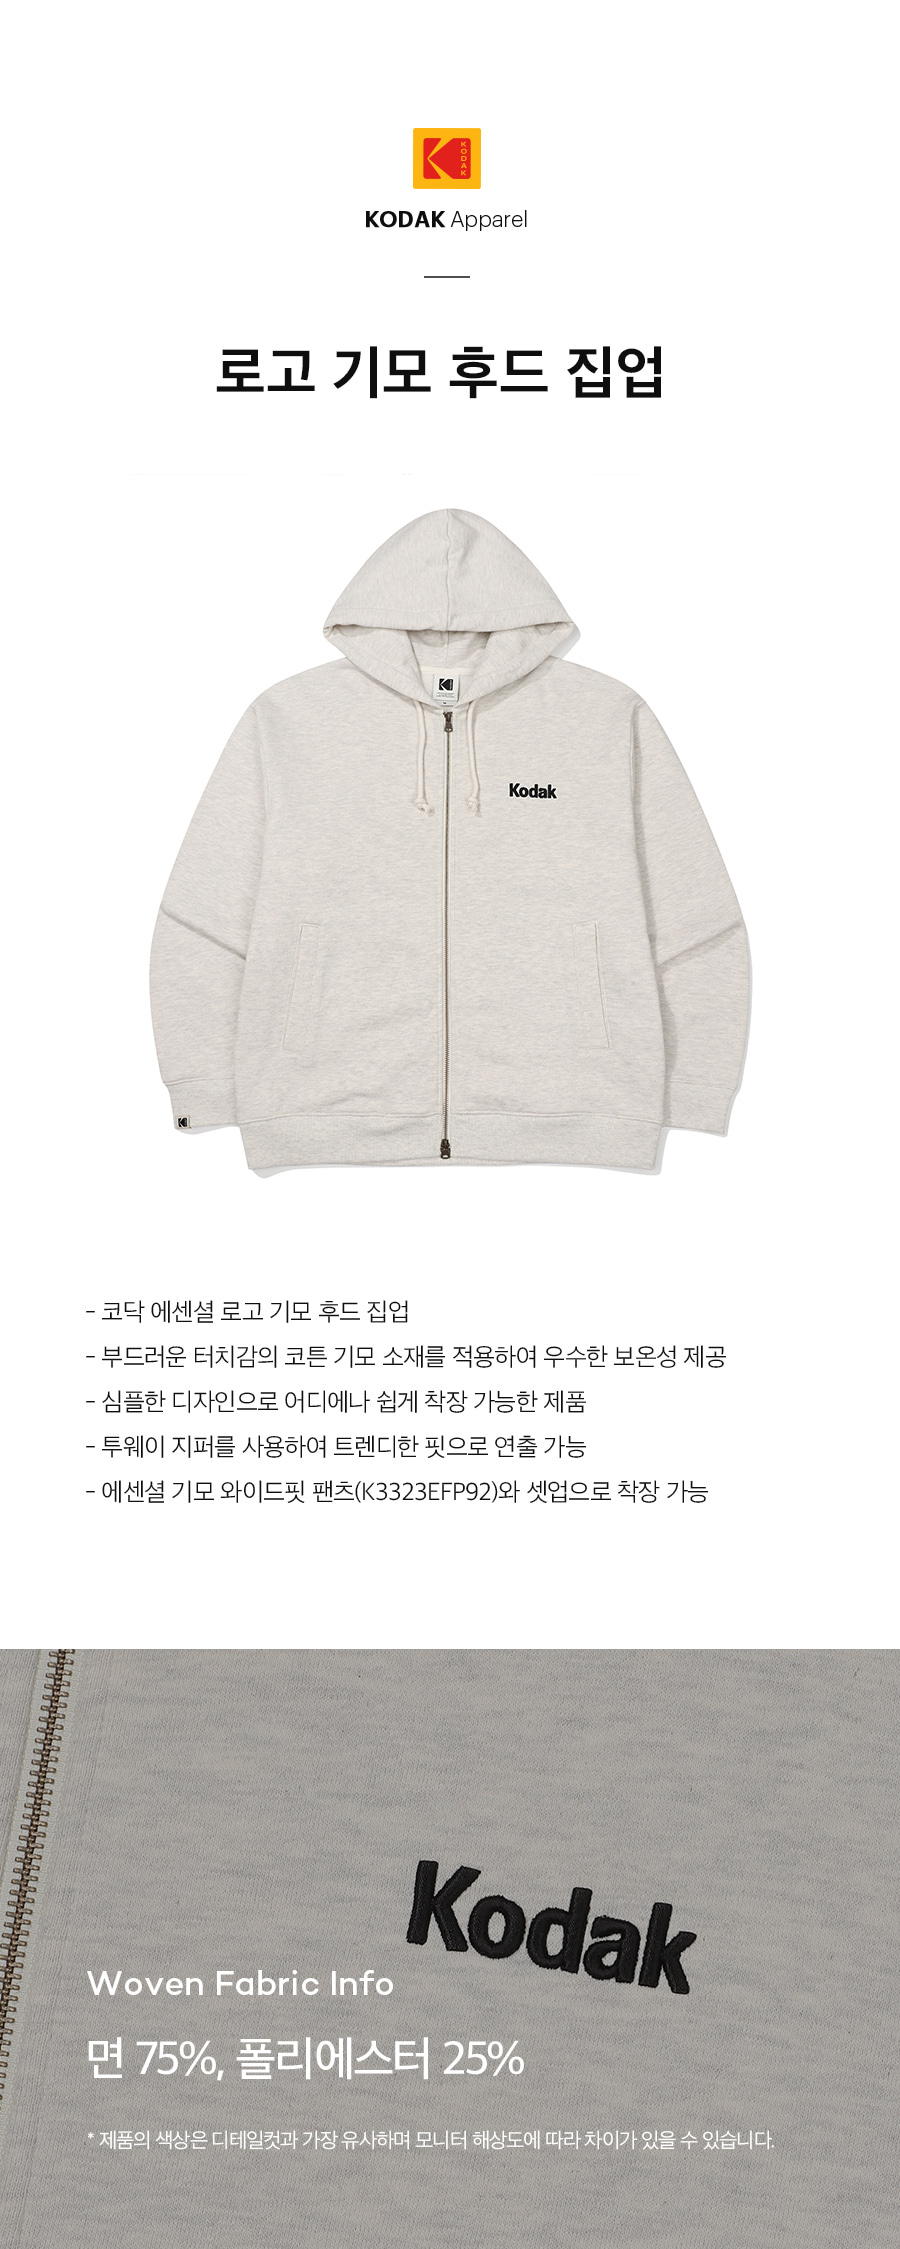 KODAK
KODAK Apparel
로고 기모 후드 집업
Kodak
- 코닥 에센셜 로고 기모 후드 집업
- 부드러운 터치감의 코튼 기모 소재를 적용하여 우수한 보온성 제공
- 심플한 디자인으로 어디에나 쉽게 착장 가능한 제품
- 투웨이 지퍼를 사용하여 트렌디한 핏으로 연출 가능
- 에센셜 기모 와이드핏 팬츠(K3323EFP92)와 셋업으로 착장 가능
Kodak
Woven Fabric Info
면 75%, 폴리에스터 25%
* 제품의 색상은 디테일컷과 가장 유사하며 모니터 해상도에 따라 차이가 있을 수 있습니다.